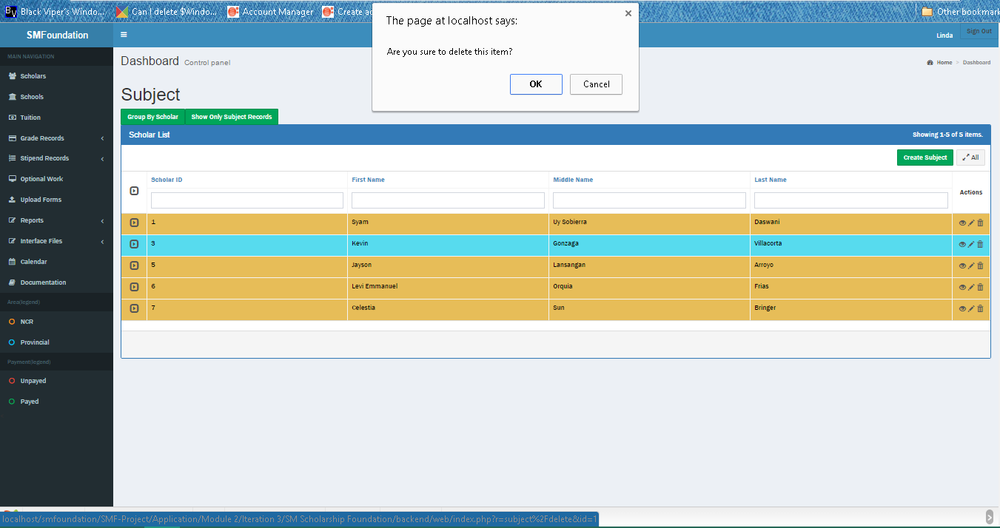 Black Viper's Windo...
Can I delete $Windo...
Account Manager
Create ac
Other bookmark
The page at localhost says:
Are you sure to delete this item?
OK
Cancel
SMFoundation
Linda
Sign Out
MAIN NAVIGATION
Scholars
Schools
Tuition
Grade Records
Stipend Records
Optional Work
Upload Forms
Reports
Interface Files
Calendar
Documentation
Area(legend)
NCR
Provincial
Payment(legend)
Unpayed
Payed
Dashboard Control panel
Home > Dashboard
Subject
Group By Scholar
Show Only Subject Records
Scholar List
Showing 1-5 of 5 items.
Create Subject
All
Scholar ID First Name Middle Name Last Name
Actions
1 Syam Uy Sobierra Daswani
3 Kevin Gonzaga Villacorta
5 Jayson Lansangan Arroyo
6 Levi Emmanuel Orquia Frias
7 Celestia Sun Bringer
localhost/smfoundation/SMF-Project/Application/Module 2/Iteration 3/SM Scholarship Foundation/backend/web/index.php?r=subject%2Fdelete&id=1